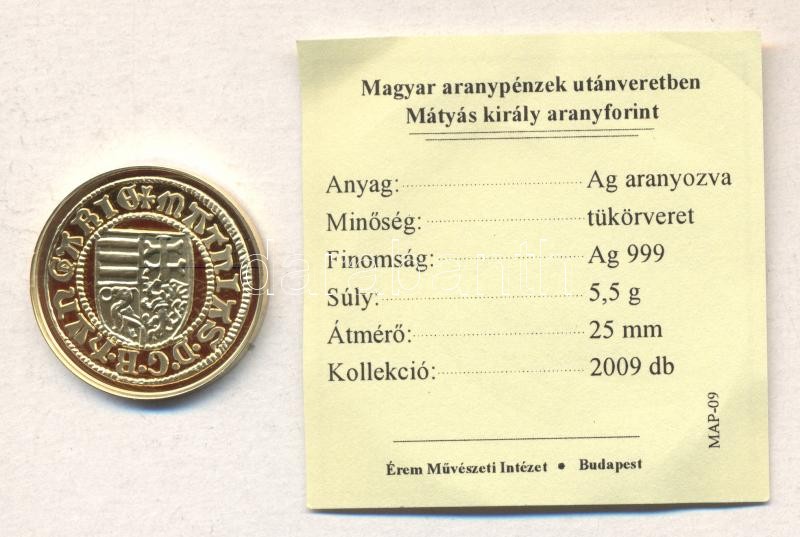 MATHIAS·D·G·R·VNGARIE
Magyar aranypénzek utánveretben
Mátyás király aranyforint
Anyag: Ag aranyozva
Minőség: tükörveret
Finomság: Ag 999
Súly: 5,5 g
Átmérő: 25 mm
Kollekció: 2009 db
MAP-09
Érem Művészeti Intézet • Budapest